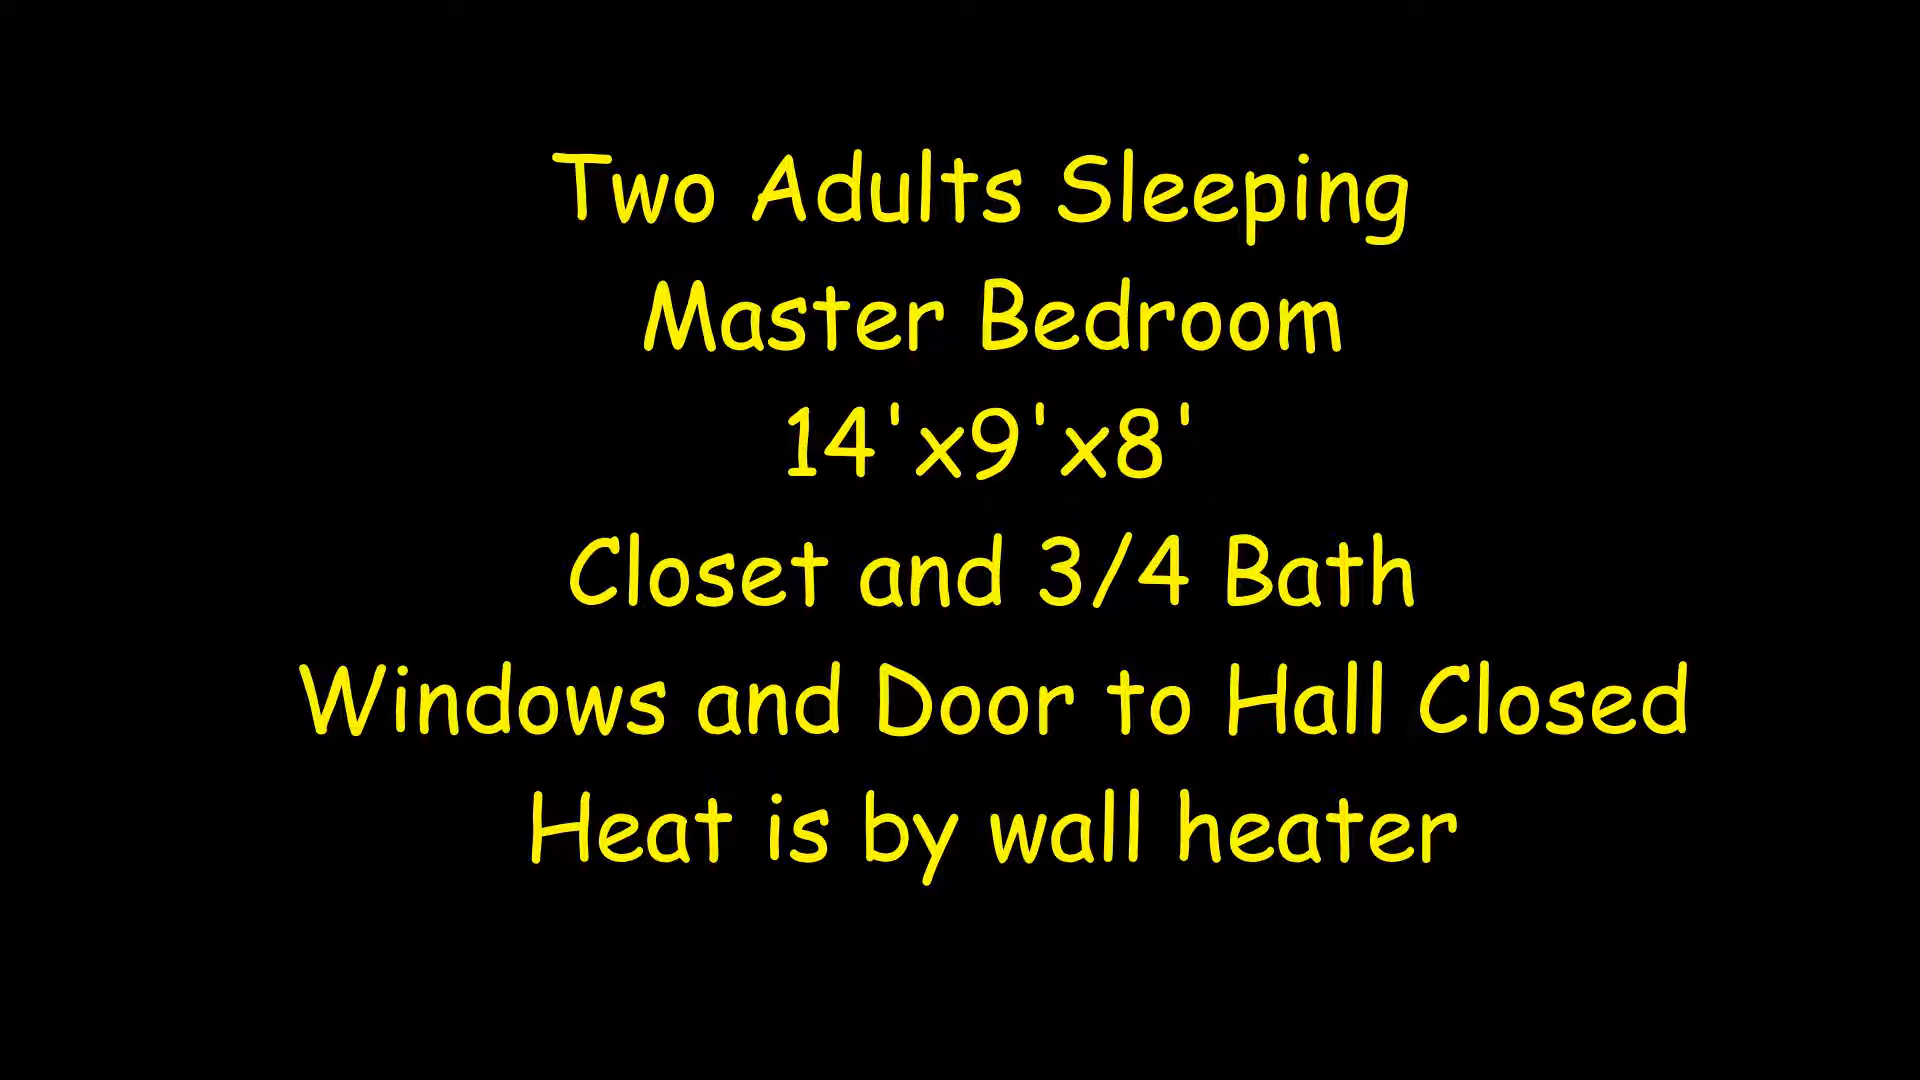 Two Adults Sleeping
Master Bedroom
14'x9'x8'
Closet and 3/4 Bath
Windows and Door to Hall Closed
Heat is by wall heater